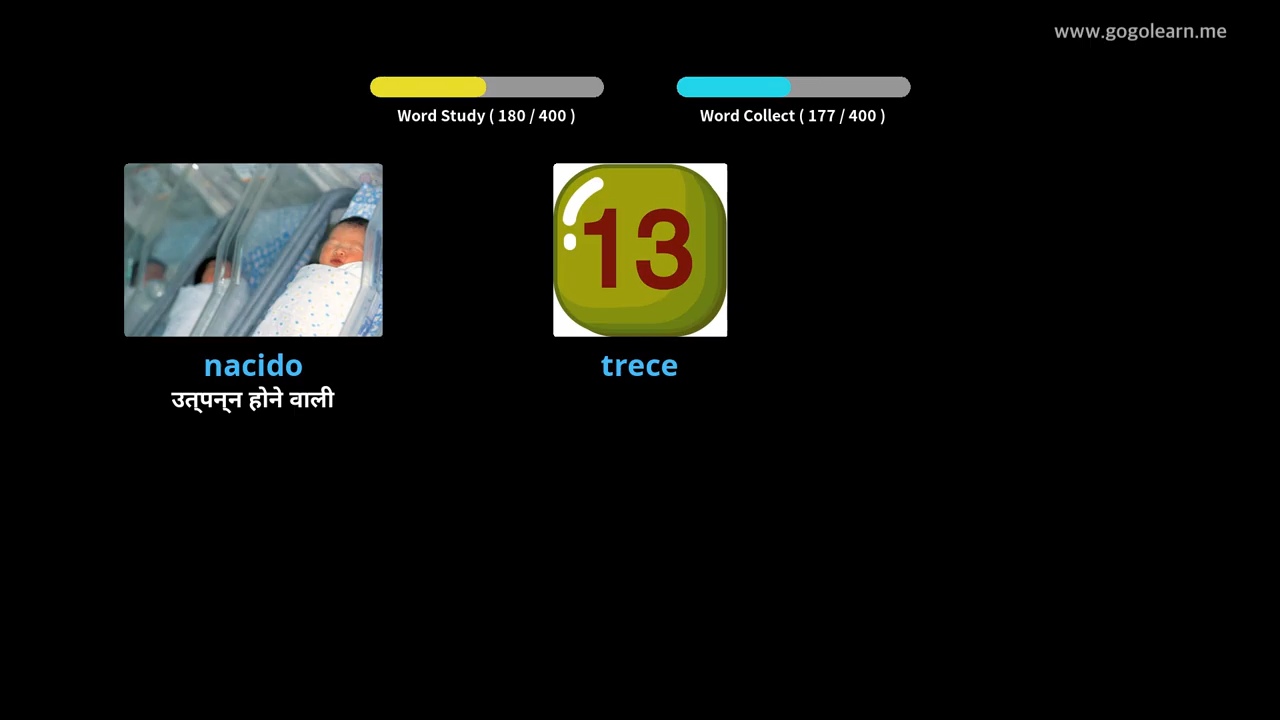 www.gogolearn.me
Word Study ( 180 / 400 )
Word Collect ( 177 / 400 )
13
nacido
trece
उत्‌पन्‌न होने वाली